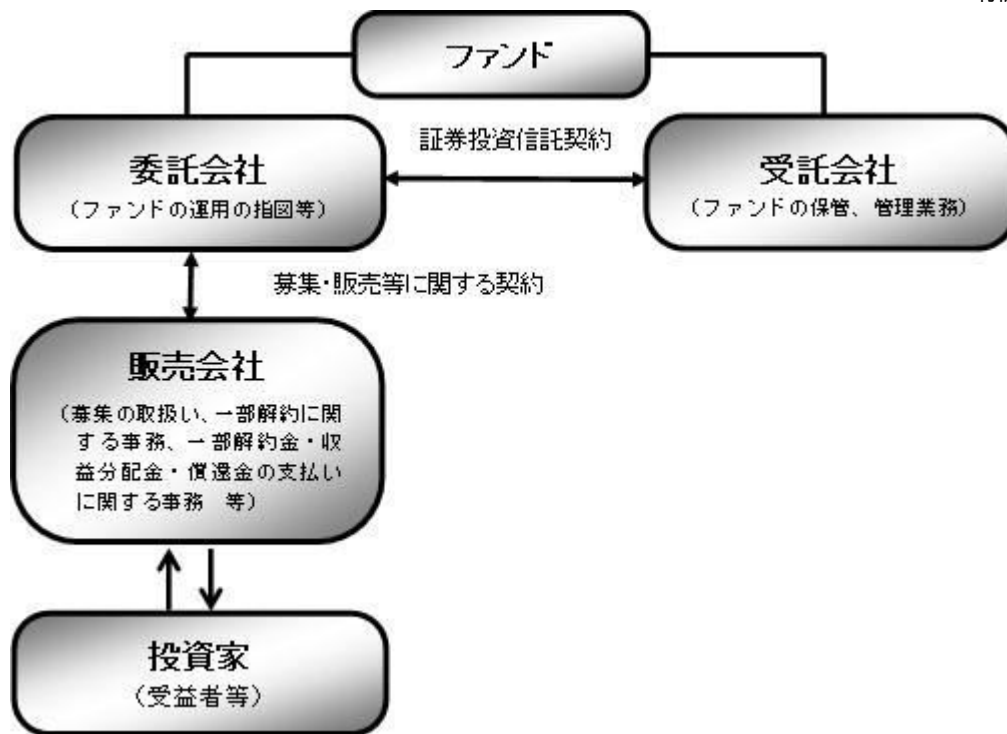 ファンド
証券投資信託契約
委託会社
(ファンドの運用の指図等)
受託会社
(ファンドの保管、管理業務)
募集・販売等に関する契約
販売会社
(募集の取扱い、一部解約に関
する事務、一部解約金・収
益分配金・償還金の支払い
に関する事務 等)
投資家
(受益者等)